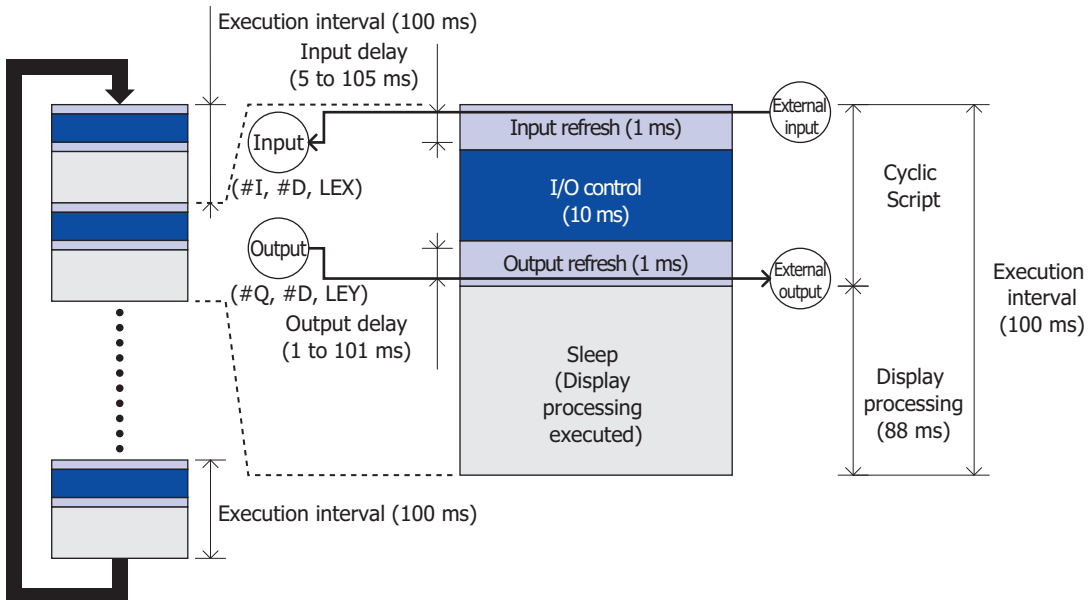 Execution interval (100 ms)
Input delay
(5 to 105 ms)
Input
(#I, #D, LEX)
Output
(#Q, #D, LEY)
Output delay
(1 to 101 ms)
Execution interval (100 ms)
Input refresh (1 ms)
I/O control
(10 ms)
Output refresh (1 ms)
Sleep
(Display
processing
executed)
External
input
External
output
Cyclic
Script
Display
processing
(88 ms)
Execution
interval
(100 ms)